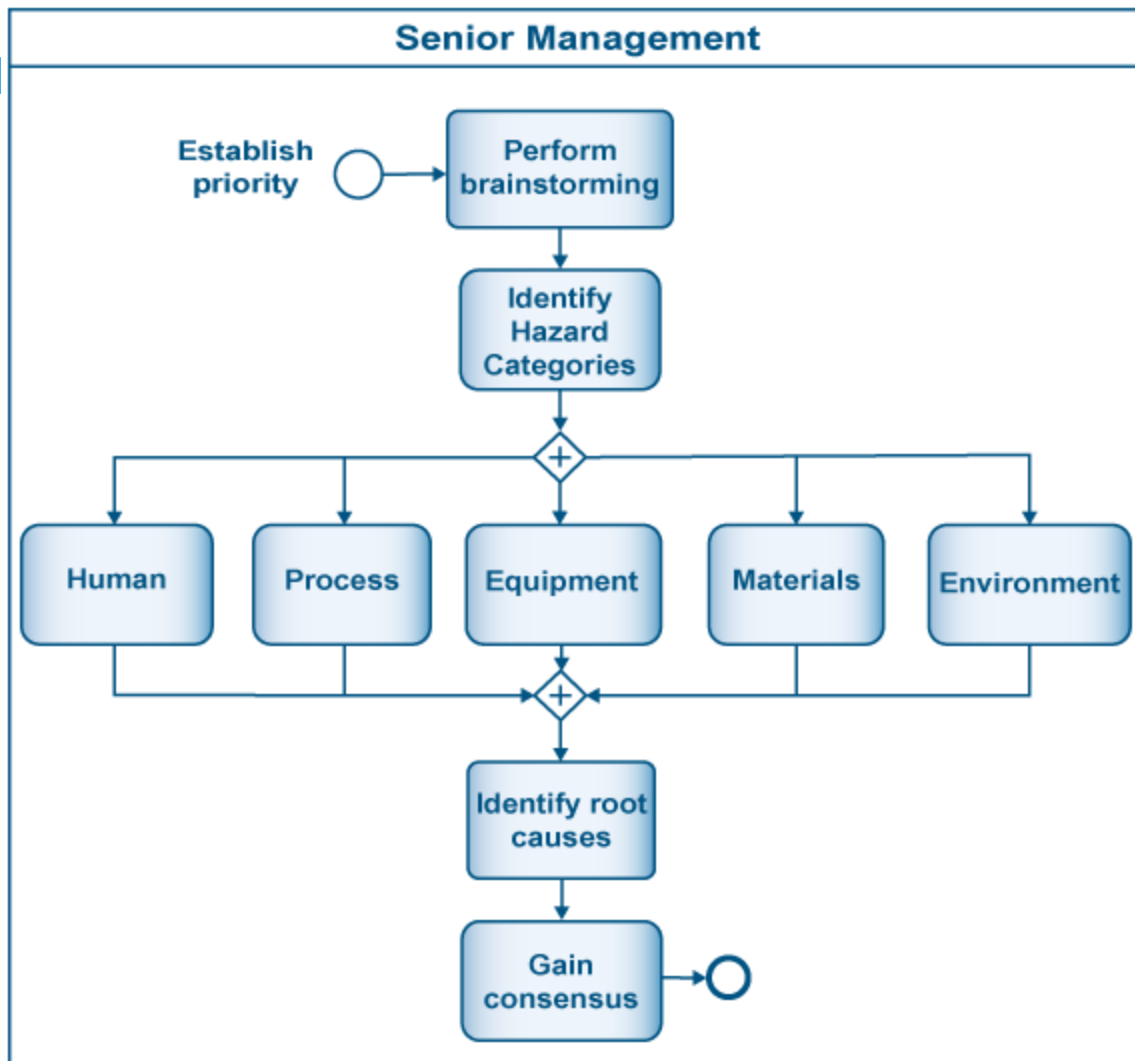 Senior Management
Establish
priority
Perform
brainstorming
Identify
Hazard
Categories
Human
Process
Equipment
Materials
Environment
Identify root
causes
Gain
consensus